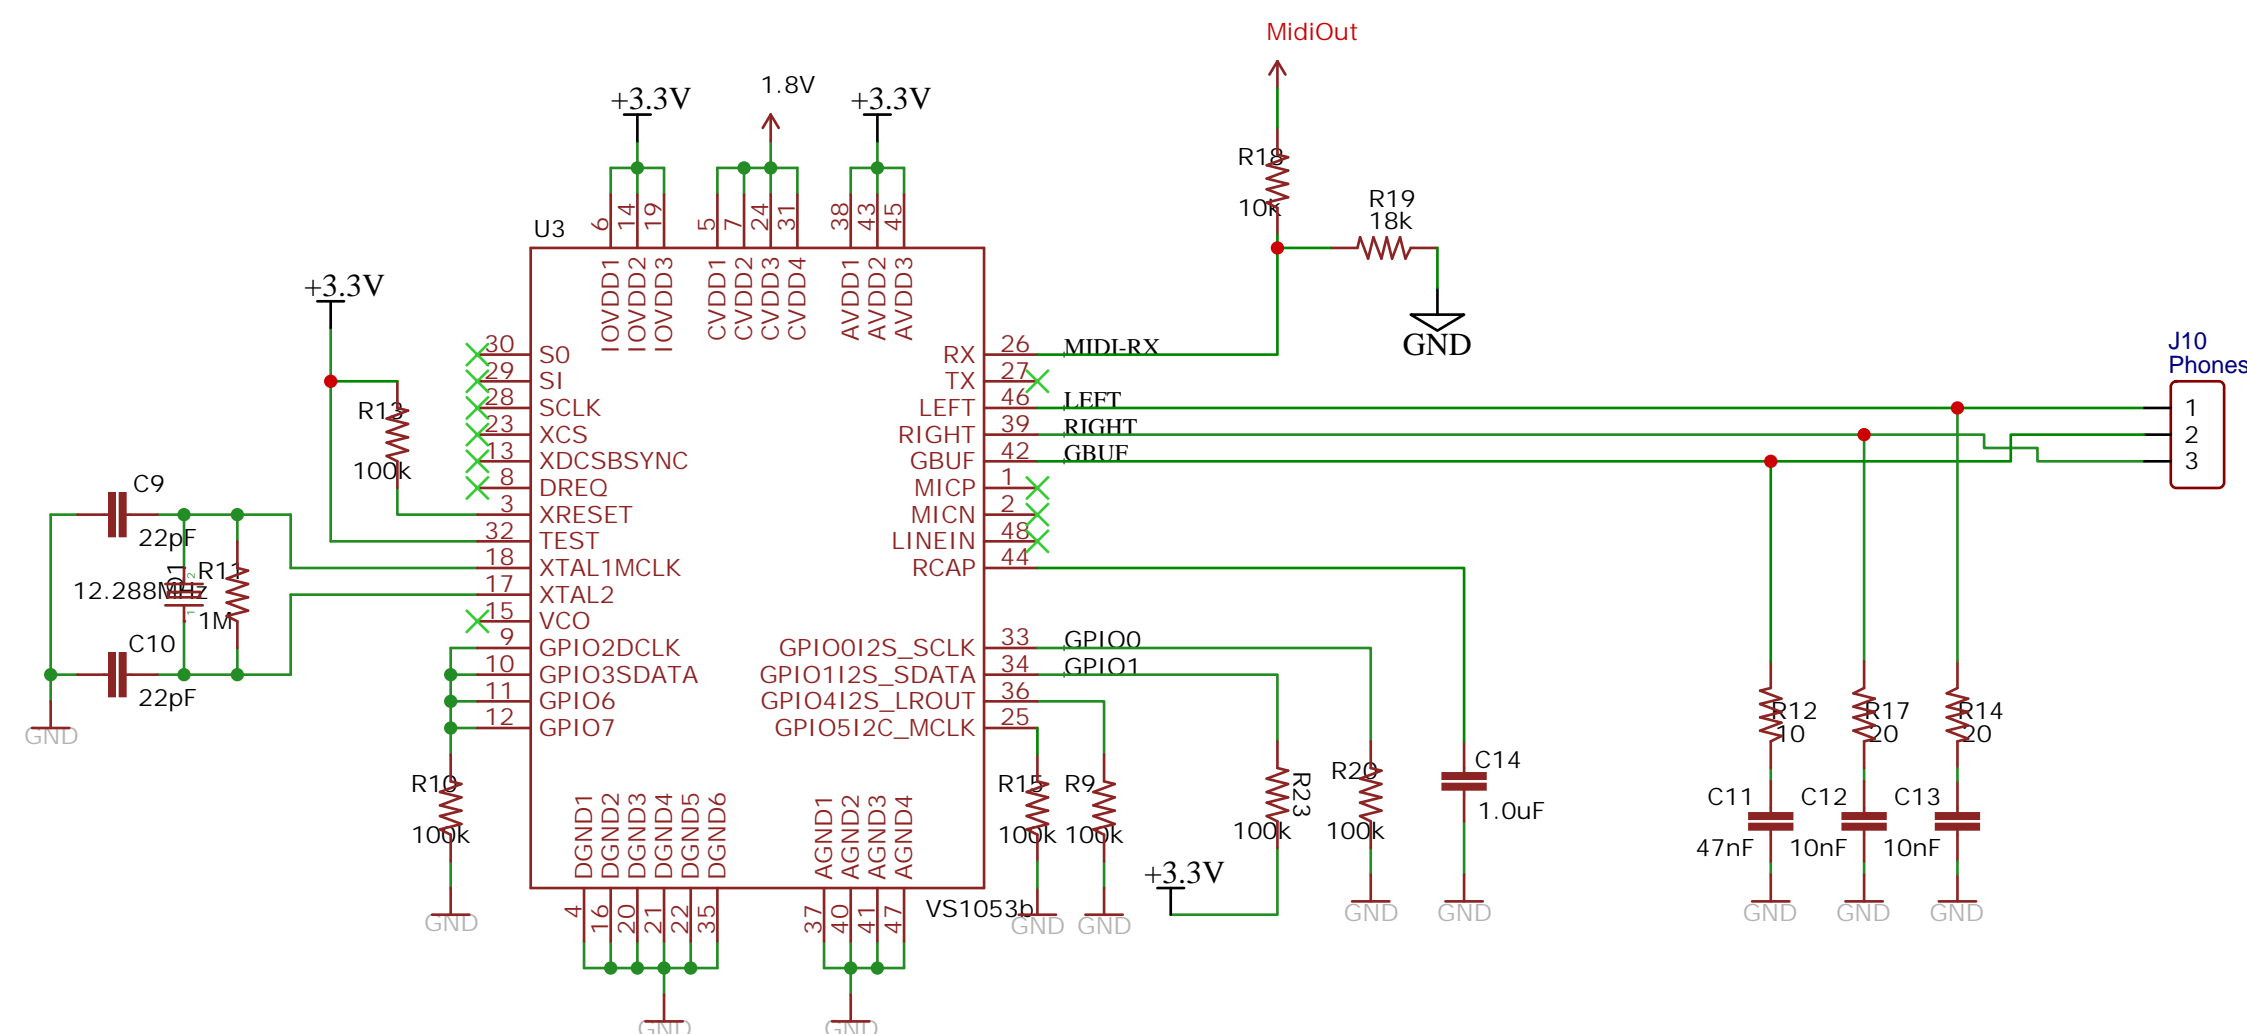 MidiOut
1.8V
+3.3V
+3.3V
R18
10k
R19
18k
GND
U3
6
14
19
5
7
24
31
38
43
45
IOVDD1
IOVDD2
IOVDD3
CVDD1
CVDD2
CVDD3
CVDD4
AVDD1
AVDD2
AVDD3
+3.3V
R13
100k
30 S0
29 SI
28 SCLK
23 XCS
13 XDCSBSYNC
8 DREQ
3 XRESET
32 TEST
18 XTAL1MCLK
17 XTAL2
15 VCO
9 GPIO2DCLK
10 GPIO3SDATA
11 GPIO6
12 GPIO7
RX 26 MIDI-RX
TX 27
LEFT 46 LEFT
RIGHT 39 RIGHT
GBUF 42 GBUF
MICP 1
MICN 2
LINEIN 48
RCAP 44
GPIO0I2S_SCLK 33 GPIO0
GPIO1I2S_SDATA 34 GPIO1
GPIO4I2S_LROUT 36
GPIO5I2C_MCLK 25
J10
Phones
1
2
3
C9
22pF
12.288MHz
2
1
R11
1M
C10
22pF
GND
R10
100k
GND
R15
100k
GND
R9
100k
GND
R23
100k
+3.3V
R20
100k
GND
C14
1.0uF
GND
R12
10
R17
20
R14
20
C11
47nF
C12
10nF
C13
10nF
GND
GND
GND
DGND1
DGND2
DGND3
DGND4
DGND5
DGND6
AGND1
AGND2
AGND3
AGND4
4
16
20
21
22
35
37
40
41
47
VS1053b
GND
GND